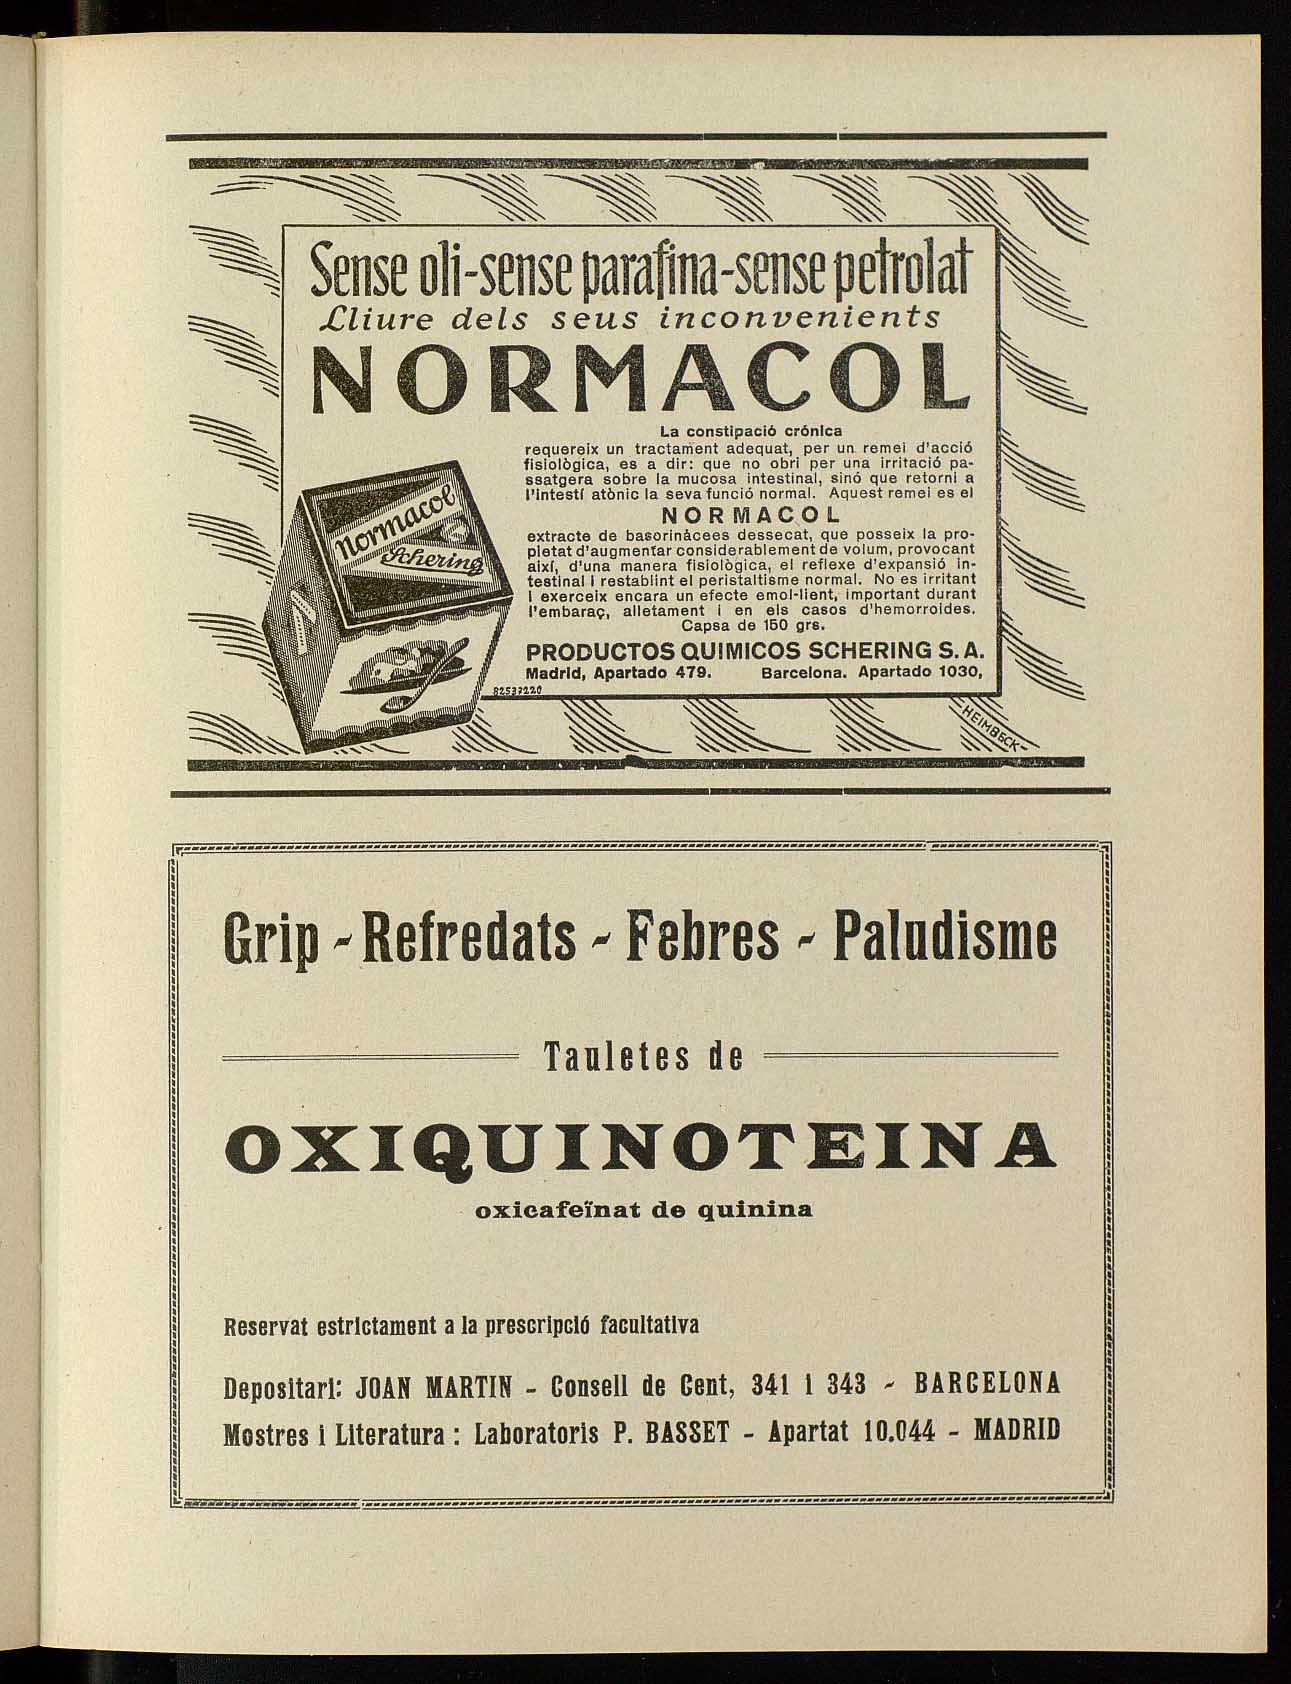 Sense oli-sense parafina-sense petrolat
Lliure dels seus inconvenients
NORMACOL
La constipació crónica
requereix un tractament adequat, per un remei d'acció
fisiològica, es a dir: que no obri per una irritació pa-
ssatgera sobre la mucosa intestinal, sinó que retorni a
l'intestí atònic la seva funció normal. Aquest remei es el
NORMACOL
extracte de basorinàcees dessecat, que posseix la pro-
pietat d'augmentar considerablement de volum, provocant
així, d'una manera fisiològica, el reflexe d'expansió in-
testinal i restablint el peristaltisme normal. No es irritant
i exerceix encara un efecte emol-lient, important durant
l'embaraç, alletament i en els casos d'hemorroides.
Capsa de 150 grs.
PRODUCTOS QUIMICOS SCHERING S. A.
Madrid, Apartado 479. Barcelona. Apartado 1030,
Normacol
Schering
82537220
HEIMBECK-
Grip - Refredats - Febres - Paludisme
Tauletes de
OXIQUINOTEINA
oxicafeïnat de quinina
Reservat estrictament a la prescripció facultativa
Depositari: JOAN MARTIN - Consell de Cent, 341 i 343 - BARCELONA
Mostres i Literatura : Laboratoris P. BASSET - Apartat 10.044 - MADRID